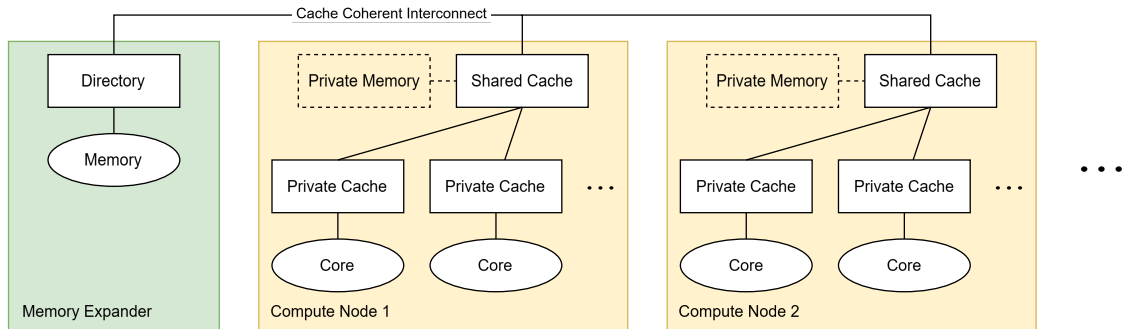 Cache Coherent Interconnect
Directory
Memory
Memory Expander
Private Memory
Shared Cache
Private Cache
Private Cache
...
Core
Core
Compute Node 1
Private Memory
Shared Cache
Private Cache
Private Cache
...
Core
Core
Compute Node 2
...